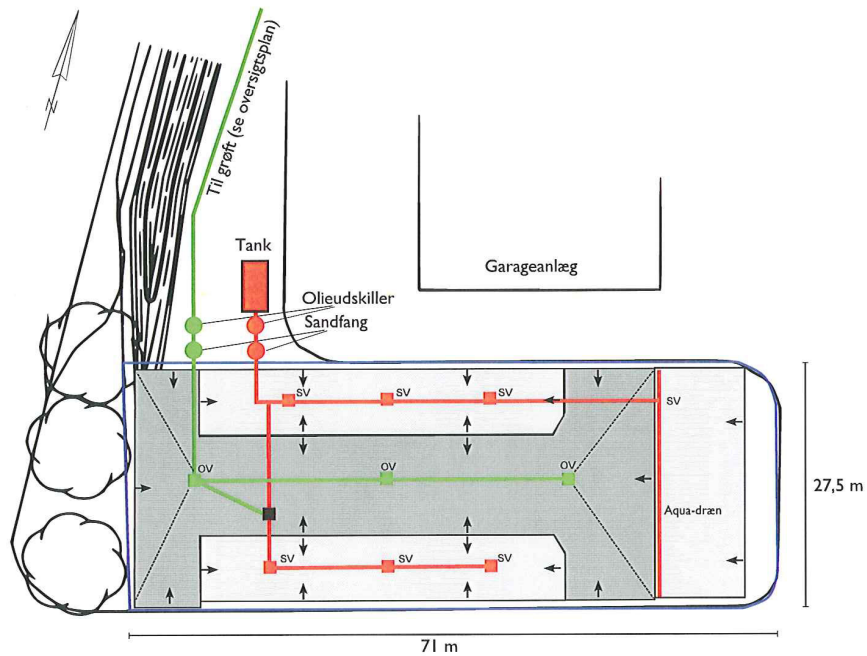 N
Til grøft (se oversigtsplan)
Tank
Garageanlæg
Olieudskiller
Sandfang
SV
SV
SV
SV
OV
OV
OV
27,5 m
Aqua-dræn
SV
SV
SV
71 m